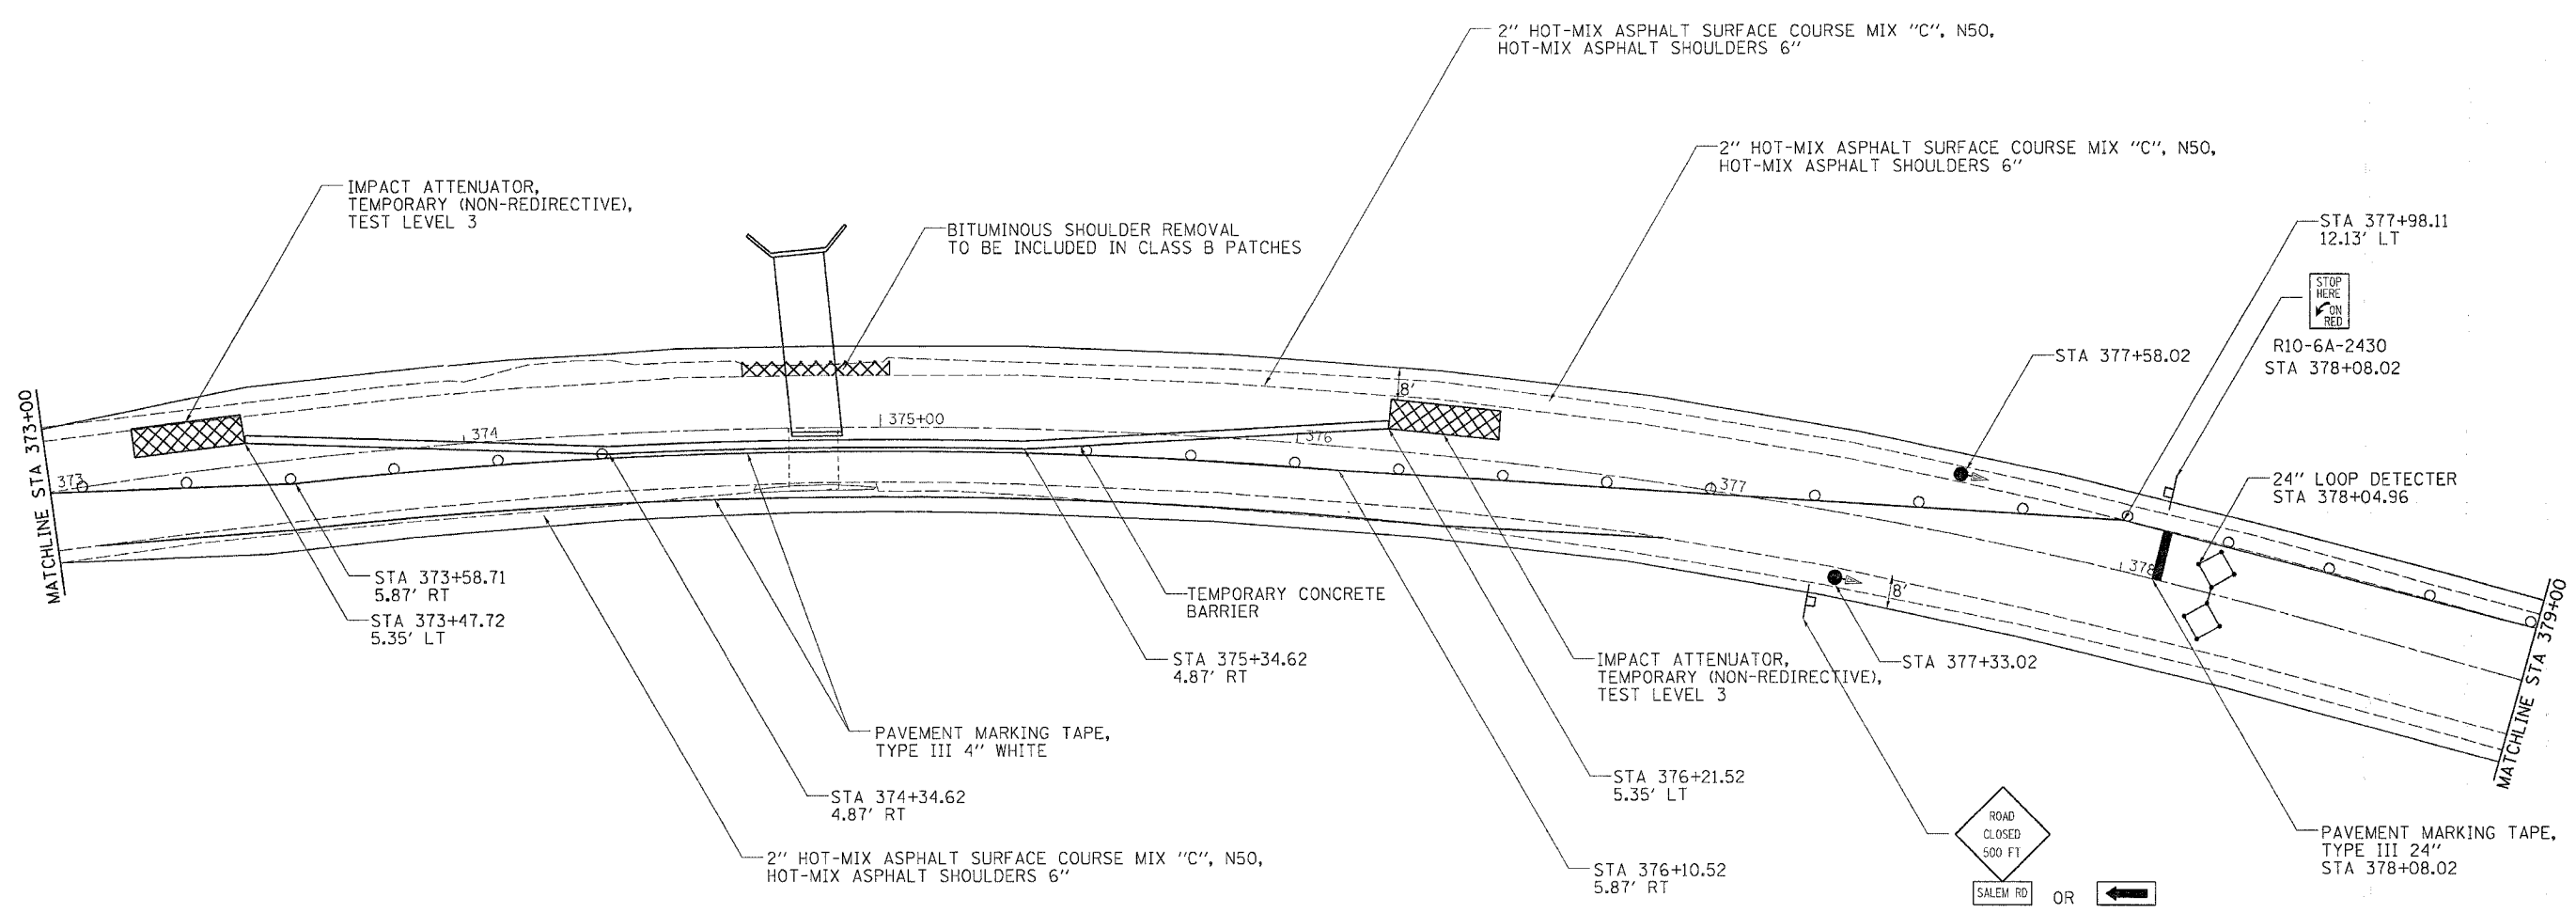 2" HOT-MIX ASPHALT SURFACE COURSE MIX "C", N50,
HOT-MIX ASPHALT SHOULDERS 6"
2" HOT-MIX ASPHALT SURFACE COURSE MIX "C", N50,
HOT-MIX ASPHALT SHOULDERS 6"
IMPACT ATTENUATOR,
TEMPORARY (NON-REDIRECTIVE),
TEST LEVEL 3
BITUMINOUS SHOULDER REMOVAL
TO BE INCLUDED IN CLASS B PATCHES
STA 377+98.11
12.13' LT
STOP
HERE
ON
RED
R10-6A-2430
STA 378+08.02
STA 377+58.02
8'
24" LOOP DETECTER
STA 378+04.96
MATCHLINE STA 373+00
373
374
375+00
376
377
378
MATCHLINE STA 379+00
STA 373+58.71
5.87' RT
STA 373+47.72
5.35' LT
TEMPORARY CONCRETE
BARRIER
8'
STA 375+34.62
4.87' RT
IMPACT ATTENUATOR,
TEMPORARY (NON-REDIRECTIVE),
TEST LEVEL 3
STA 377+33.02
PAVEMENT MARKING TAPE,
TYPE III 4" WHITE
STA 374+34.62
4.87' RT
STA 376+21.52
5.35' LT
2" HOT-MIX ASPHALT SURFACE COURSE MIX "C", N50,
HOT-MIX ASPHALT SHOULDERS 6"
STA 376+10.52
5.87' RT
ROAD
CLOSED
500 FT
SALEM RD OR
PAVEMENT MARKING TAPE,
TYPE III 24"
STA 378+08.02